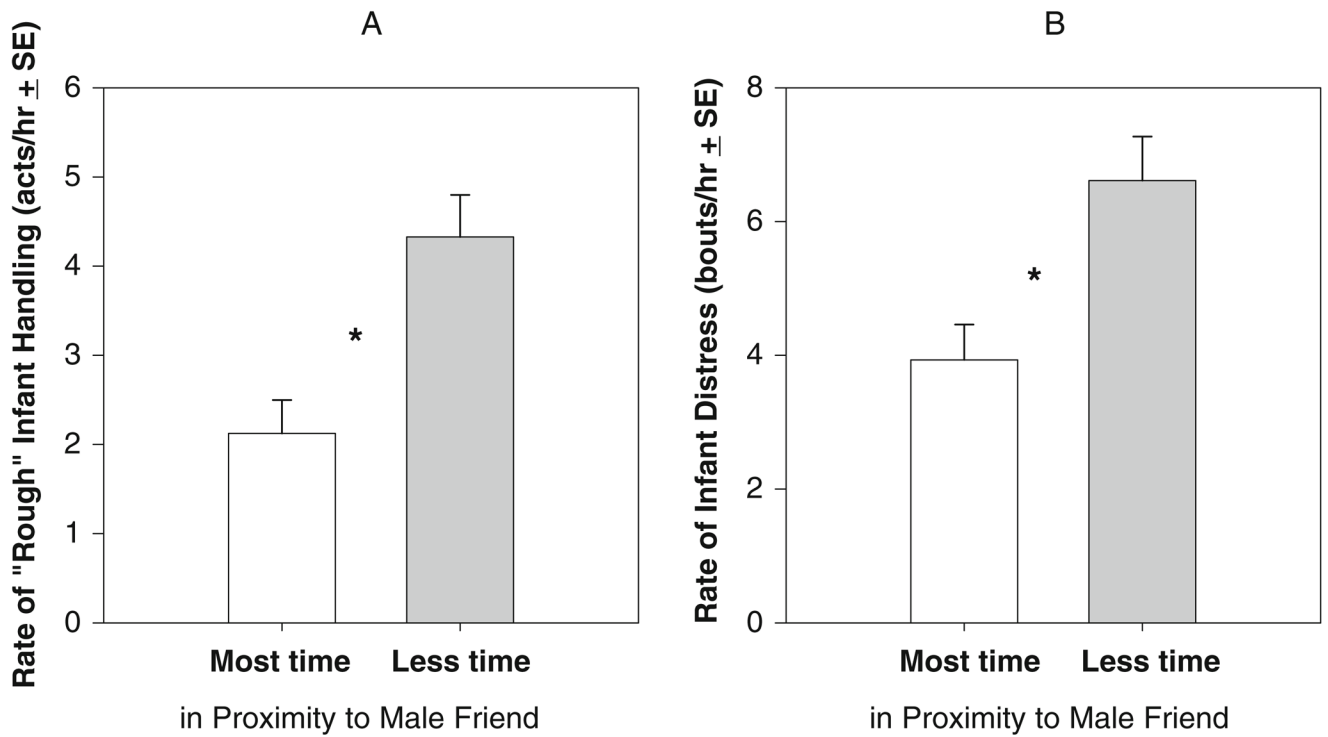 A
Rate of "Rough" Infant Handling (acts/hr ± SE)
6
5
4
3
2
1
0
*
Most time Less time
in Proximity to Male Friend
B
Rate of Infant Distress (bouts/hr ± SE)
8
6
4
2
0
*
Most time Less time
in Proximity to Male Friend